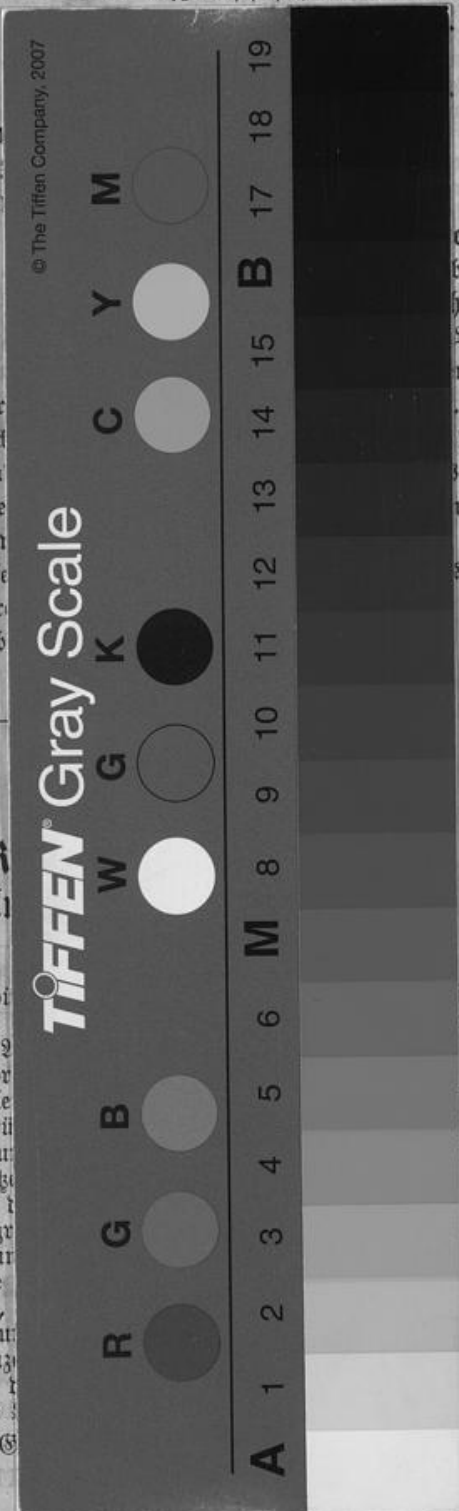 © The Tiffen Company, 2007
TIFFEN® Gray Scale
R G B W G K C Y M
A 1 2 3 4 5 6 M 8 9 10 11 12 13 14 15 B 17 18 19